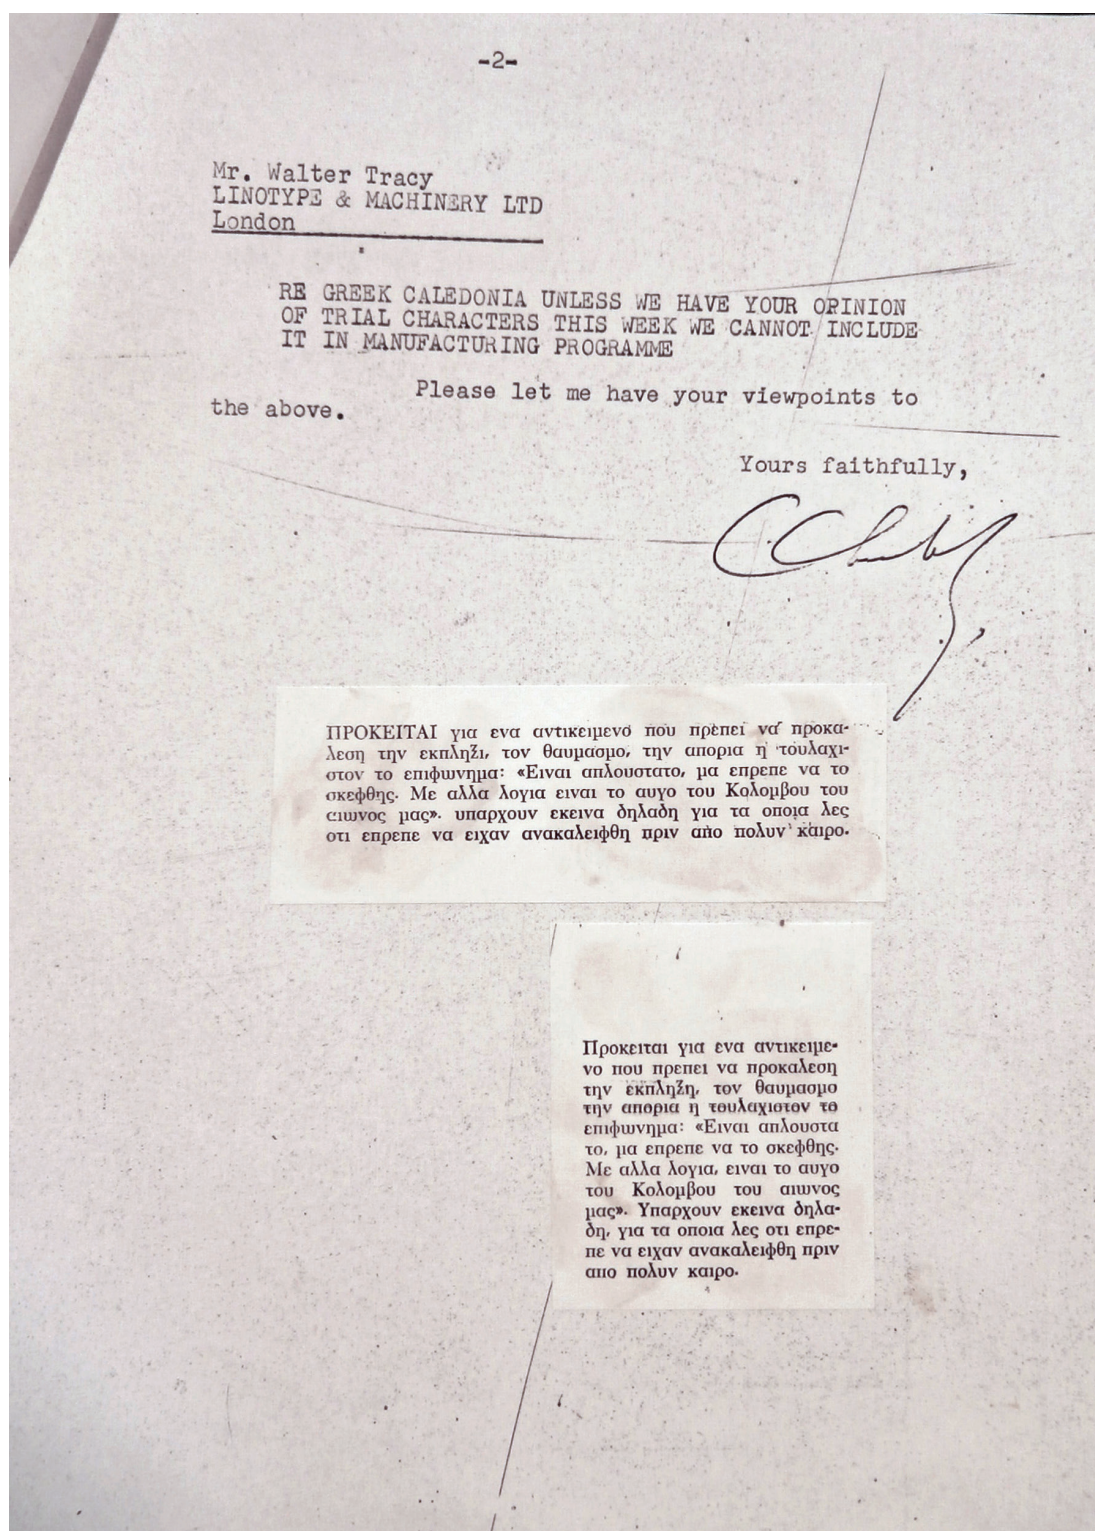 -2-
Mr. Walter Tracy
LINOTYPE & MACHINERY LTD
London
RE GREEK CALEDONIA UNLESS WE HAVE YOUR OPINION
OF TRIAL CHARACTERS THIS WEEK WE CANNOT INCLUDE
IT IN MANUFACTURING PROGRAMME
Please let me have your viewpoints to
the above.
Yours faithfully,
ΠΡΟΚΕΙΤΑΙ για ενα αντικειμενο που πρεπει να προκα-
λεση την εκπληξι, τον θαυμασμο, την απορια η τουλαχι-
στον το επιφωνημα: «Ειναι απλουστατο, μα επρεπε να το
σκεφθης. Με αλλα λογια ειναι το αυγο του Κολομβου του
αιωνος μας». υπαρχουν εκεινα δηλαδη για τα οποια λες
οτι επρεπε να ειχαν ανακαλειφθη πριν απο πολυν καιρο.
Προκειται για ενα αντικειμε-
νο που πρεπει να προκαλεση
την εκπληξη, τον θαυμασμο
την απορια η τουλαχιστον το
επιφωνημα: «Ειναι απλουστα
το, μα επρεπε να το σκεφθης.
Με αλλα λογια, ειναι το αυγο
του Κολομβου του αιωνος
μας». Υπαρχουν εκεινα δηλα-
δη, για τα οποια λες οτι επρε-
πε να ειχαν ανακαλειφθη πριν
απο πολυν καιρο.